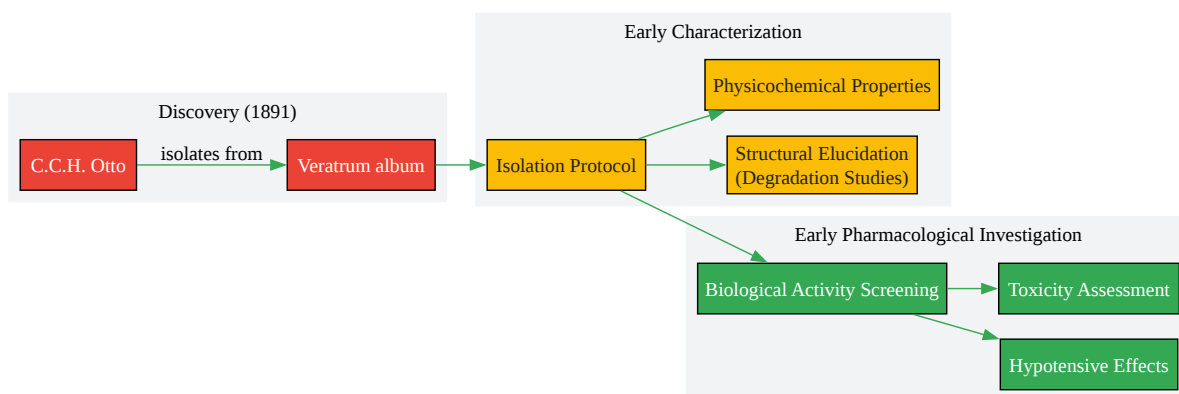 Discovery (1891)
C.C.H. Otto
isolates from
Veratrum album
Early Characterization
Isolation Protocol
Physicochemical Properties
Structural Elucidation
(Degradation Studies)
Early Pharmacological Investigation
Biological Activity Screening
Toxicity Assessment
Hypotensive Effects